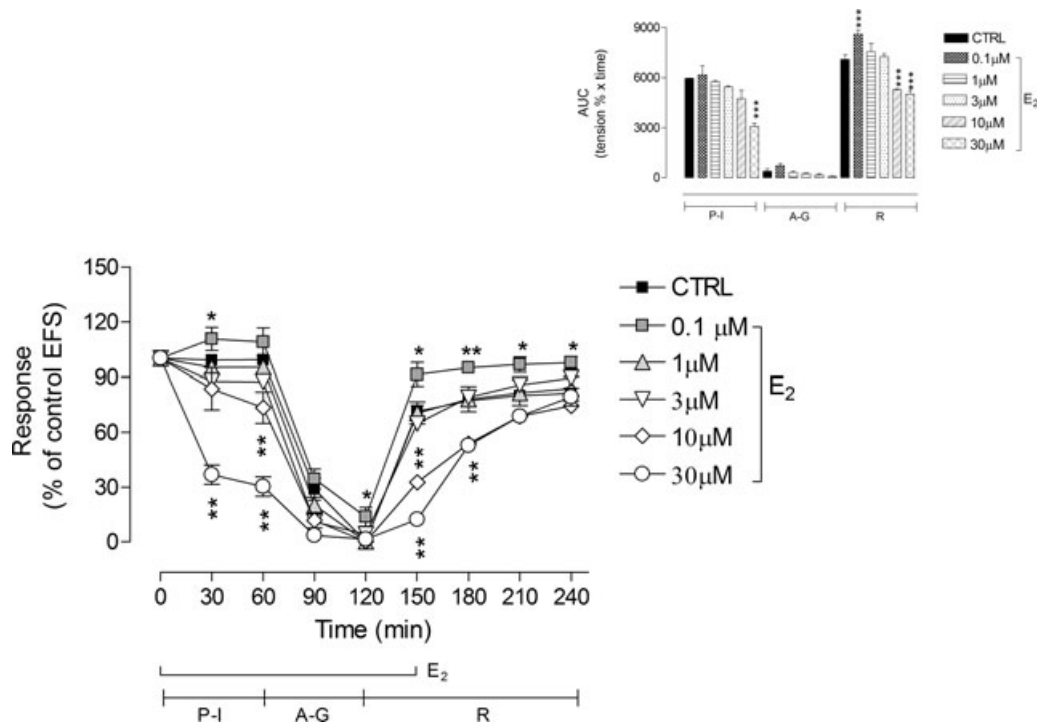 9000
6000
3000
0
AUC
(tension % x time)
***
***
***
***
P-I
A-G
R
CTRL
0.1µM
1µM
3µM
10µM
30µM
E2
150
120
90
60
30
0
Response
(% of control EFS)
*
**
**
**
*
*
**
**
**
**
*
*
0 30 60 90 120 150 180 210 240
Time (min)
E2
P-I A-G R
CTRL
0.1 µM
1µM
3µM
10µM
30µM
E2